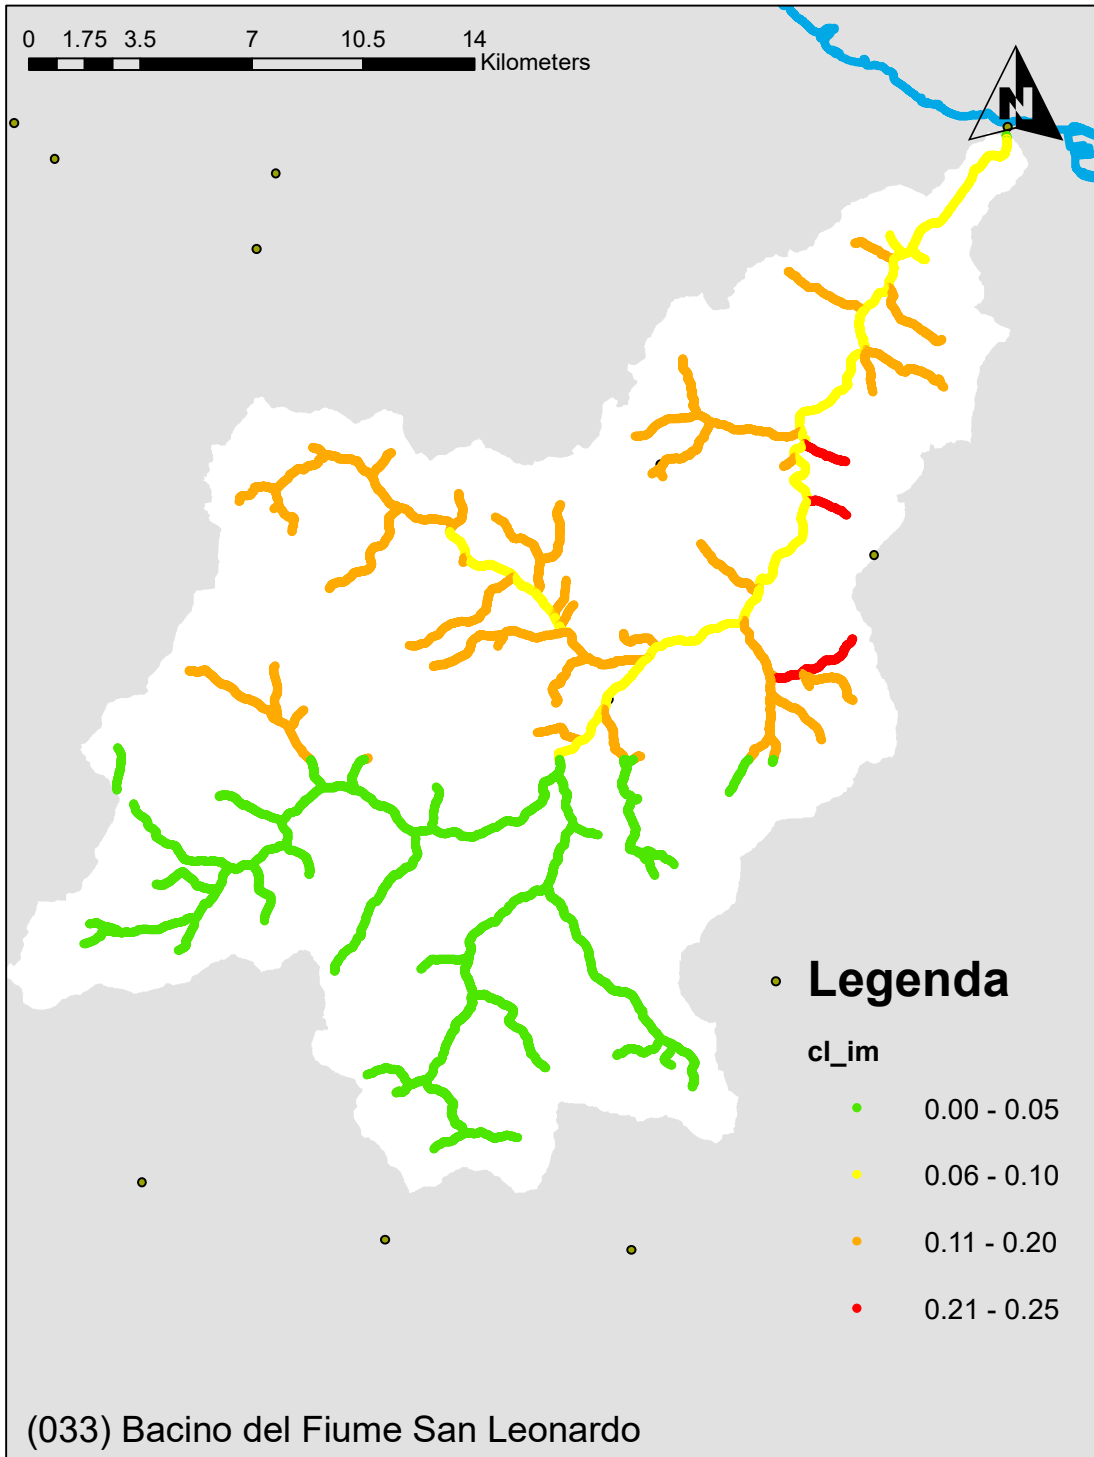 0 1.75 3.5 7 10.5 14
Kilometers
N
Legenda
cl_im
0.00 - 0.05
0.06 - 0.10
0.11 - 0.20
0.21 - 0.25
(033) Bacino del Fiume San Leonardo